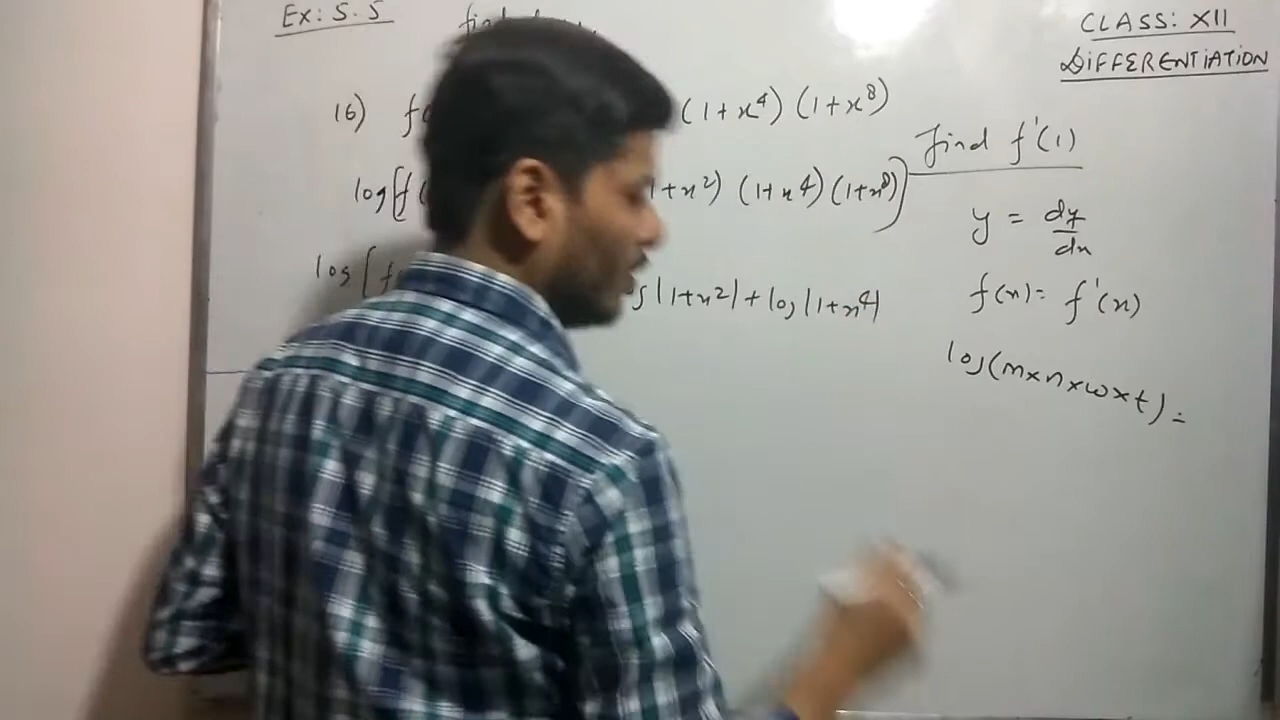 Ex: 5.5
CLASS: XII
DIFFERENTIATION
16) f (1+x⁴) (1+x⁸)
find f'(1)
log[f 1+x²) (1+x⁴) (1+x⁸)]
y = dy/dx
log[f |1+x²| + log|1+x⁴|
f(x) = f'(x)
log(m×n×w×t) =